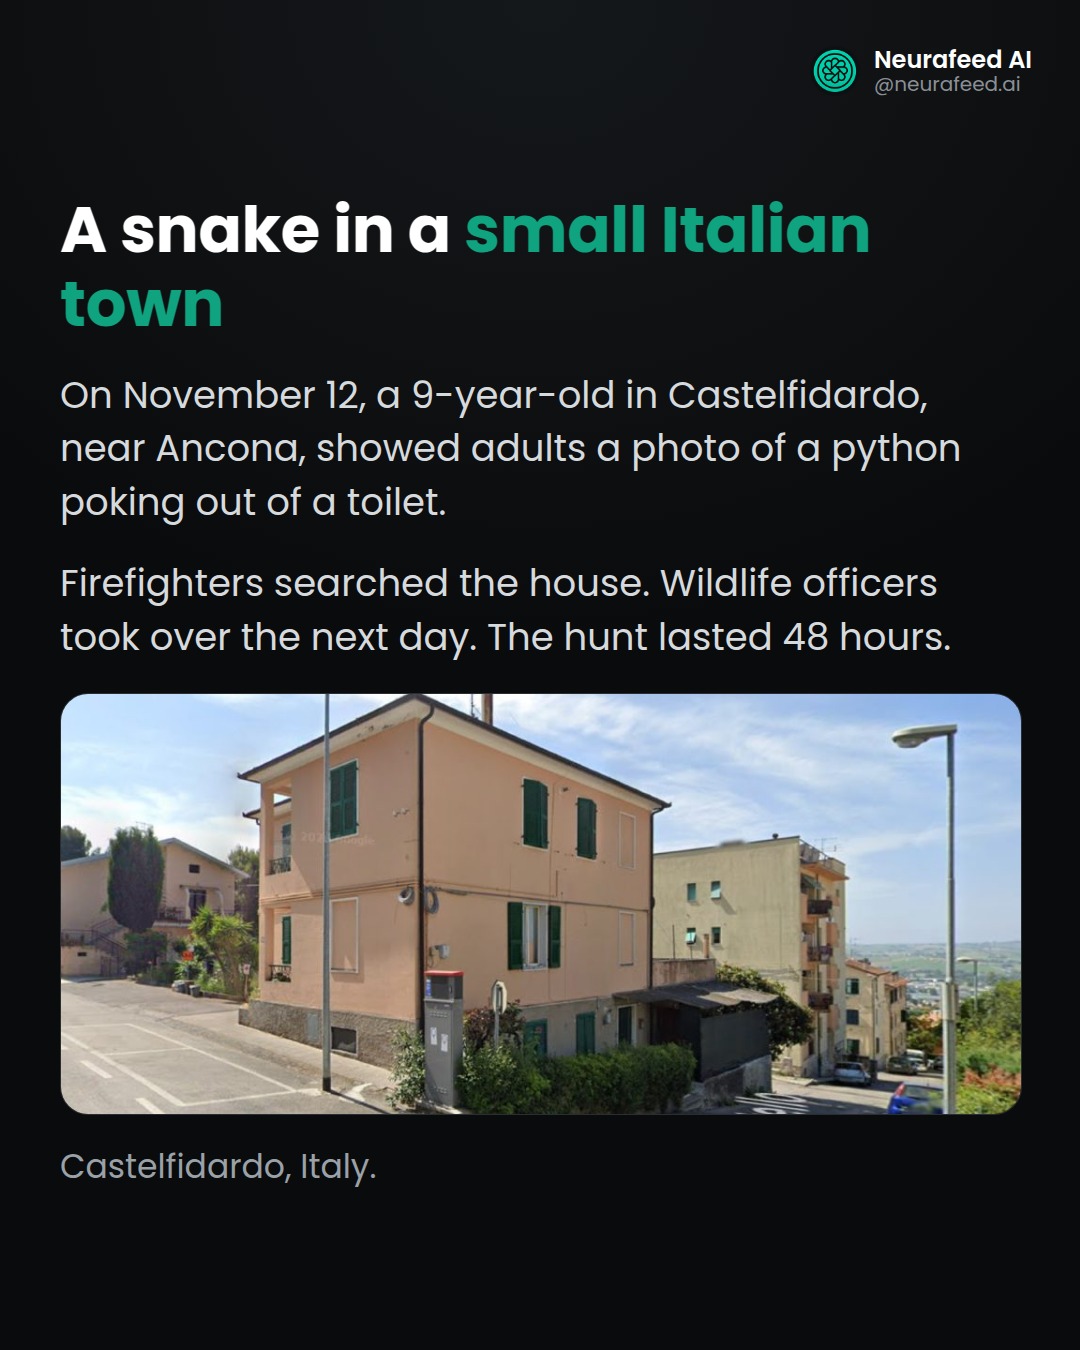 Neurafeed AI
@neurafeed.ai
A snake in a small Italian
town
On November 12, a 9-year-old in Castelfidardo,
near Ancona, showed adults a photo of a python
poking out of a toilet.
Firefighters searched the house. Wildlife officers
took over the next day. The hunt lasted 48 hours.
Castelfidardo, Italy.